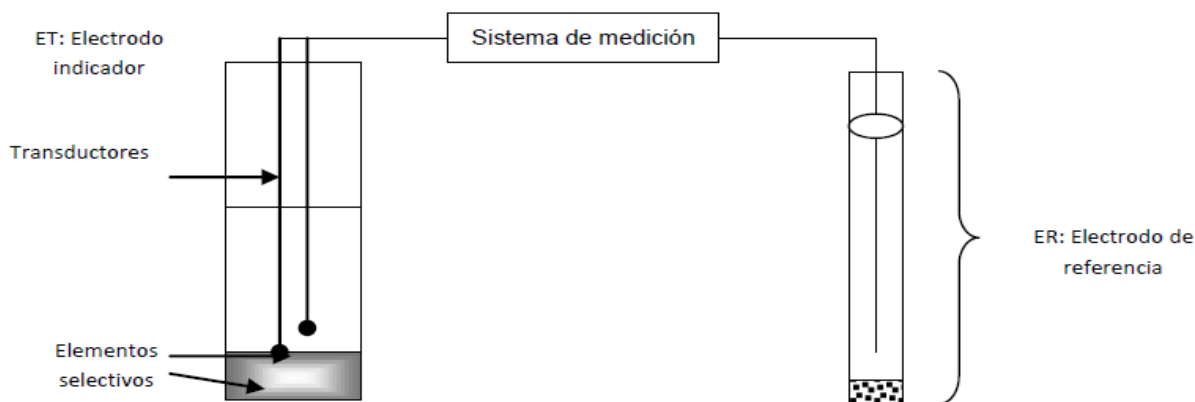 ET: Electrodo
indicador
Sistema de medición
Transductores
ER: Electrodo de
referencia
Elementos
selectivos